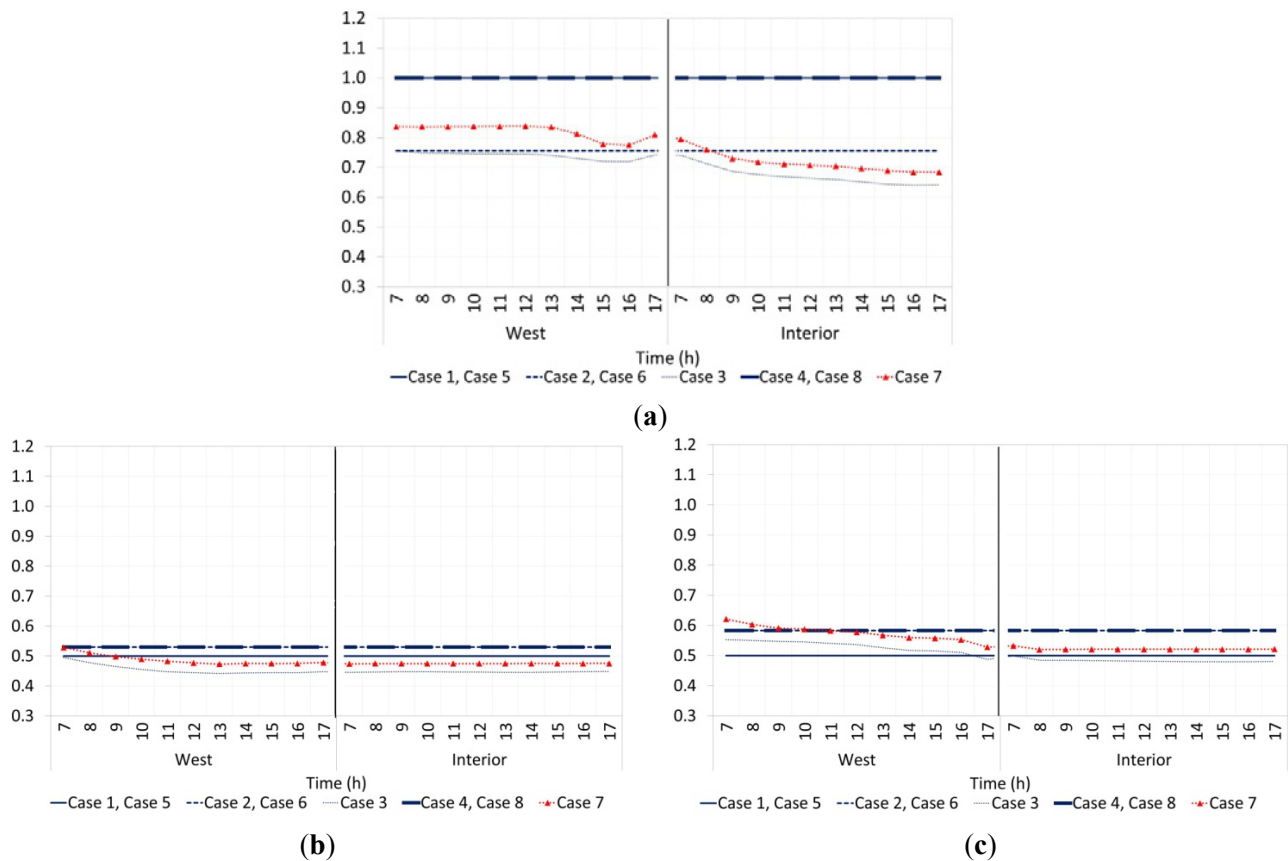 1.2
1.1
1.0
0.9
0.8
0.7
0.6
0.5
0.4
0.3
7 8 9 10 11 12 13 14 15 16 17 7 8 9 10 11 12 13 14 15 16 17
West Interior
Time (h)
Case 1, Case 5 Case 2, Case 6 Case 3 Case 4, Case 8 Case 7
(a)
1.2
1.1
1.0
0.9
0.8
0.7
0.6
0.5
0.4
0.3
7 8 9 10 11 12 13 14 15 16 17 7 8 9 10 11 12 13 14 15 16 17
West Interior
Time (h)
Case 1, Case 5 Case 2, Case 6 Case 3 Case 4, Case 8 Case 7
(b)
1.2
1.1
1.0
0.9
0.8
0.7
0.6
0.5
0.4
0.3
7 8 9 10 11 12 13 14 15 16 17 7 8 9 10 11 12 13 14 15 16 17
West Interior
Time (h)
Case 1, Case 5 Case 2, Case 6 Case 3 Case 4, Case 8 Case 7
(c)